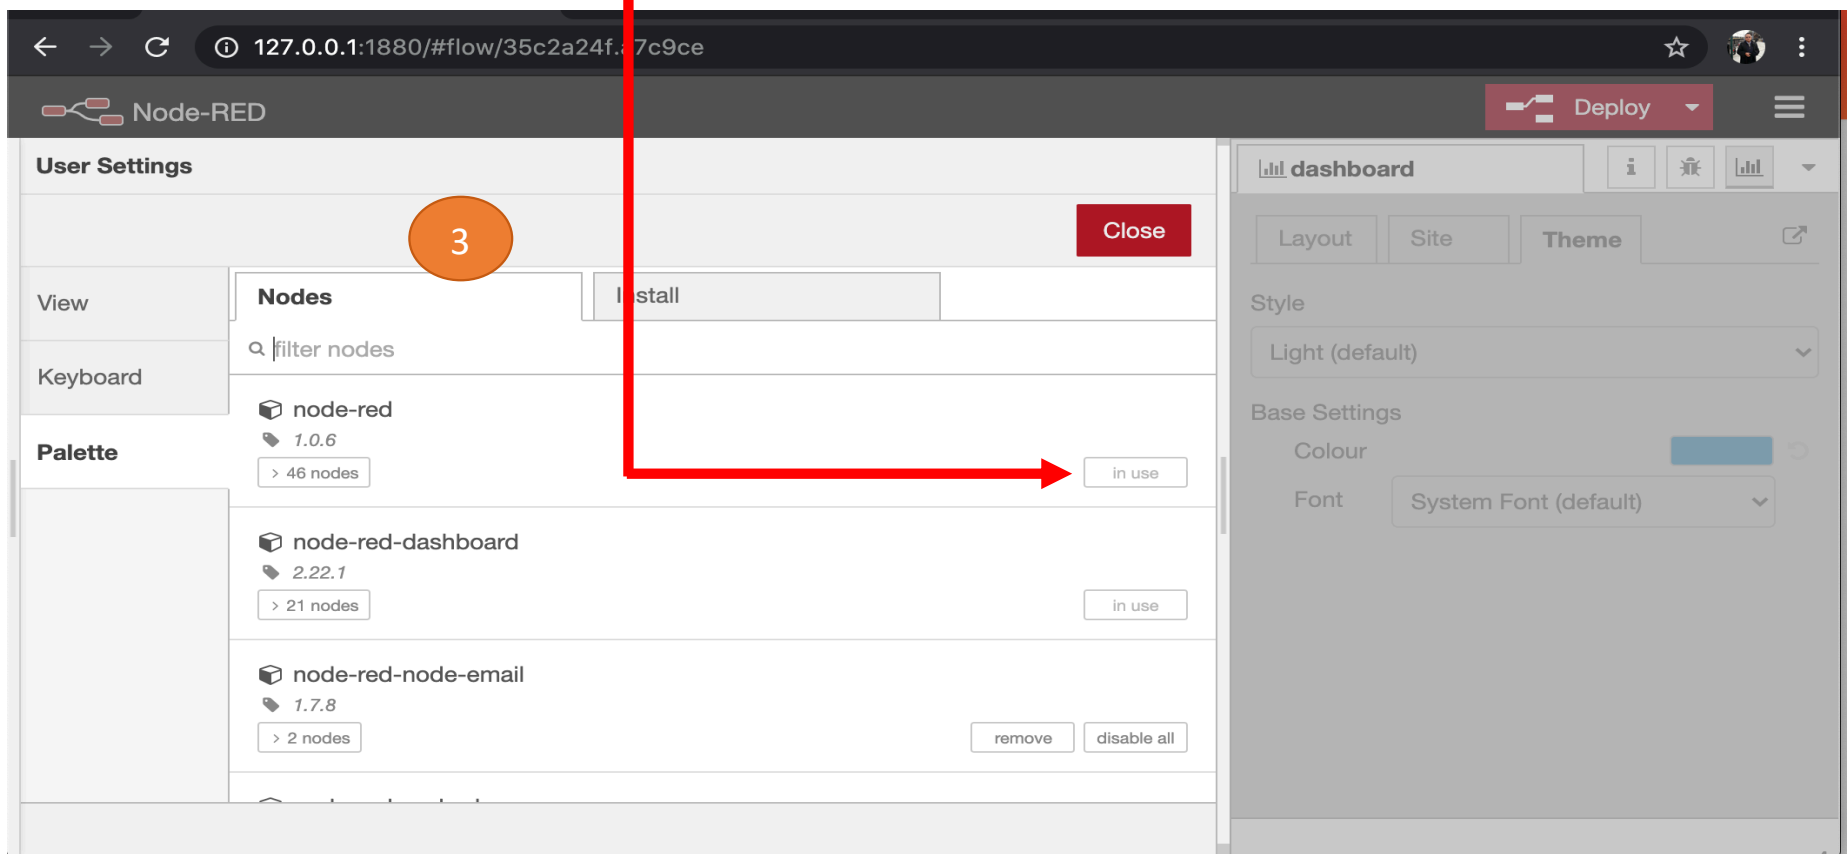 127.0.0.1:1880/#flow/35c2a24f.a7c9ce
Node-RED
Deploy
User Settings
dashboard
3
Close
Layout
Site
Theme
View
Nodes
Install
Style
filter nodes
Light (default)
Keyboard
node-red
Base Settings
1.0.6
Colour
Palette
> 46 nodes
in use
Font
System Font (default)
node-red-dashboard
2.22.1
> 21 nodes
in use
node-red-node-email
1.7.8
> 2 nodes
remove
disable all